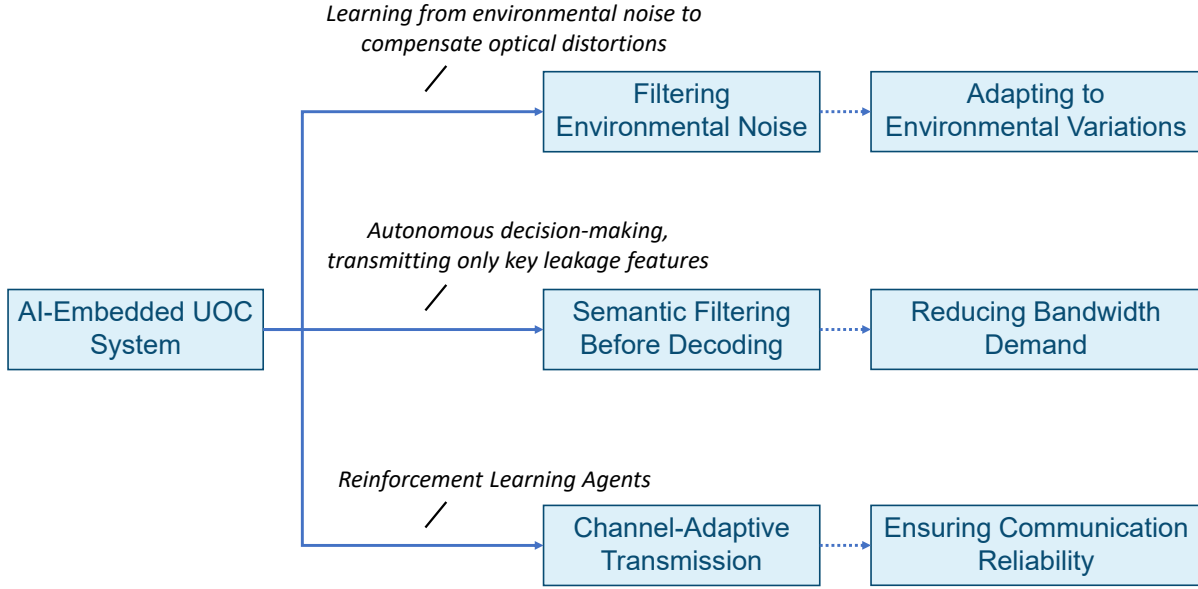 Learning from environmental noise to
compensate optical distortions
Filtering
Environmental Noise
Adapting to
Environmental Variations
Autonomous decision-making,
transmitting only key leakage features
AI-Embedded UOC
System
Semantic Filtering
Before Decoding
Reducing Bandwidth
Demand
Reinforcement Learning Agents
Channel-Adaptive
Transmission
Ensuring Communication
Reliability